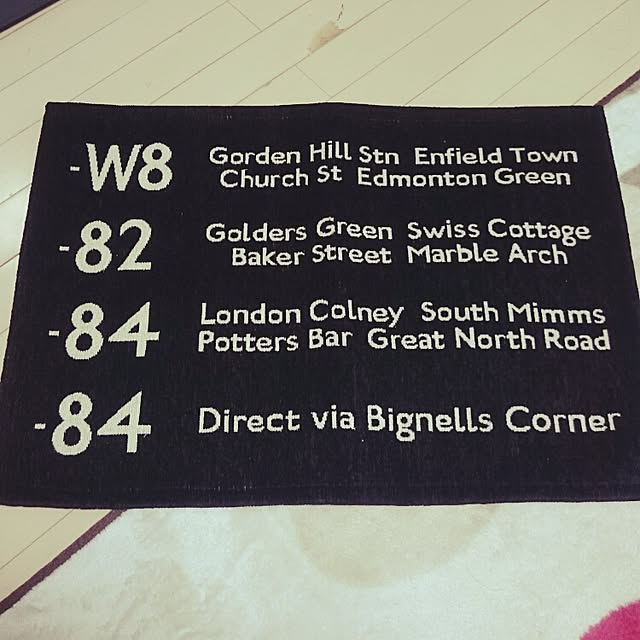 -W8 Gorden Hill Stn Enfield Town
Church St Edmonton Green
-82 Golders Green Swiss Cottage
Baker Street Marble Arch
-84 London Colney South Mimms
Potters Bar Great North Road
-84 Direct via Bignells Corner